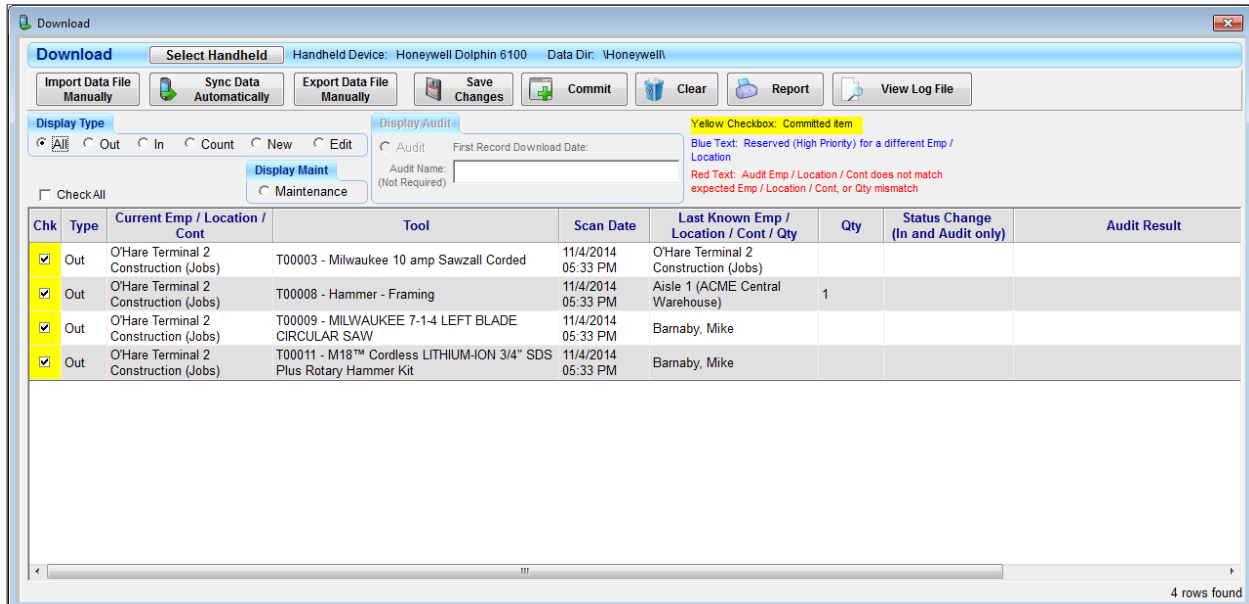 Download
Download Select Handheld Handheld Device: Honeywell Dolphin 6100 Data Dir: \Honeywell\
Import Data File Manually
Sync Data Automatically
Export Data File Manually
Save Changes
Commit
Clear
Report
View Log File
Display Type
All Out In Count New Edit
Display Audit
Audit First Record Download Date:
Audit Name:
(Not Required)
Yellow Checkbox: Committed item
Blue Text: Reserved (High Priority) for a different Emp /
Location
Red Text: Audit Emp / Location / Cont does not match
expected Emp / Location / Cont, or Qty mismatch
Display Maint
Maintenance
Check All
Chk Type Current Emp / Location / Cont Tool Scan Date Last Known Emp / Location / Cont / Qty Qty Status Change (In and Audit only) Audit Result
Out O'Hare Terminal 2 Construction (Jobs) T00003 - Milwaukee 10 amp Sawzall Corded 11/4/2014 05:33 PM O'Hare Terminal 2 Construction (Jobs)
Out O'Hare Terminal 2 Construction (Jobs) T00008 - Hammer - Framing 11/4/2014 05:33 PM Aisle 1 (ACME Central Warehouse) 1
Out O'Hare Terminal 2 Construction (Jobs) T00009 - MILWAUKEE 7-1-4 LEFT BLADE CIRCULAR SAW 11/4/2014 05:33 PM Barnaby, Mike
Out O'Hare Terminal 2 Construction (Jobs) T00011 - M18™ Cordless LITHIUM-ION 3/4" SDS Plus Rotary Hammer Kit 11/4/2014 05:33 PM Barnaby, Mike
4 rows found